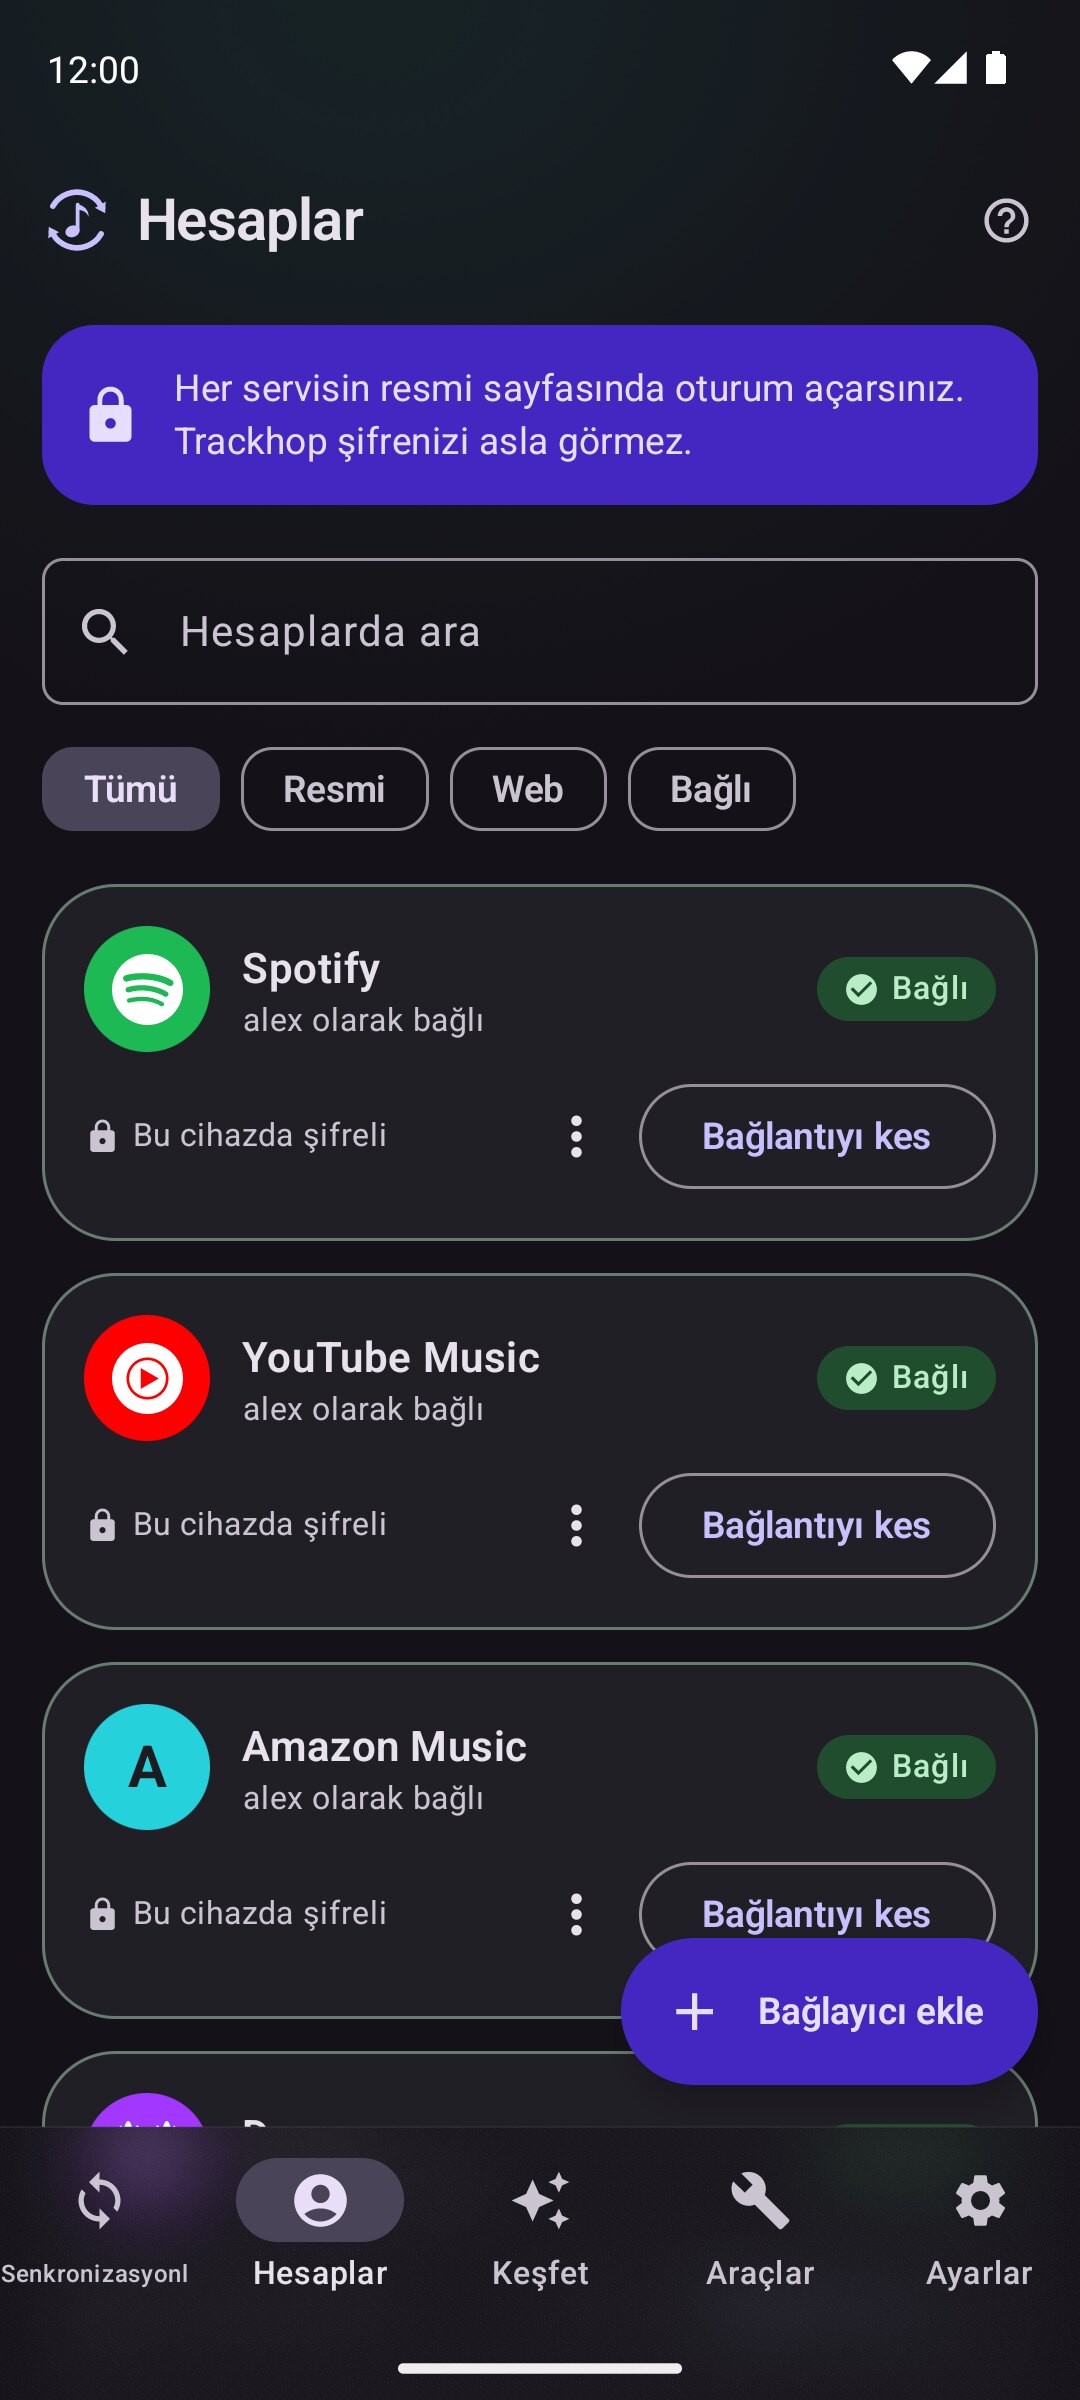 12:00
Hesaplar
Her servisin resmi sayfasında oturum açarsınız.
Trackhop şifrenizi asla görmez.
Hesaplarda ara
Tümü
Resmi
Web
Bağlı
Spotify
alex olarak bağlı
Bağlı
Bu cihazda şifreli
Bağlantıyı kes
YouTube Music
alex olarak bağlı
Bağlı
Bu cihazda şifreli
Bağlantıyı kes
A
Amazon Music
alex olarak bağlı
Bağlı
Bu cihazda şifreli
Bağlantıyı kes
Bağlayıcı ekle
Senkronizasyonl
Hesaplar
Keşfet
Araçlar
Ayarlar